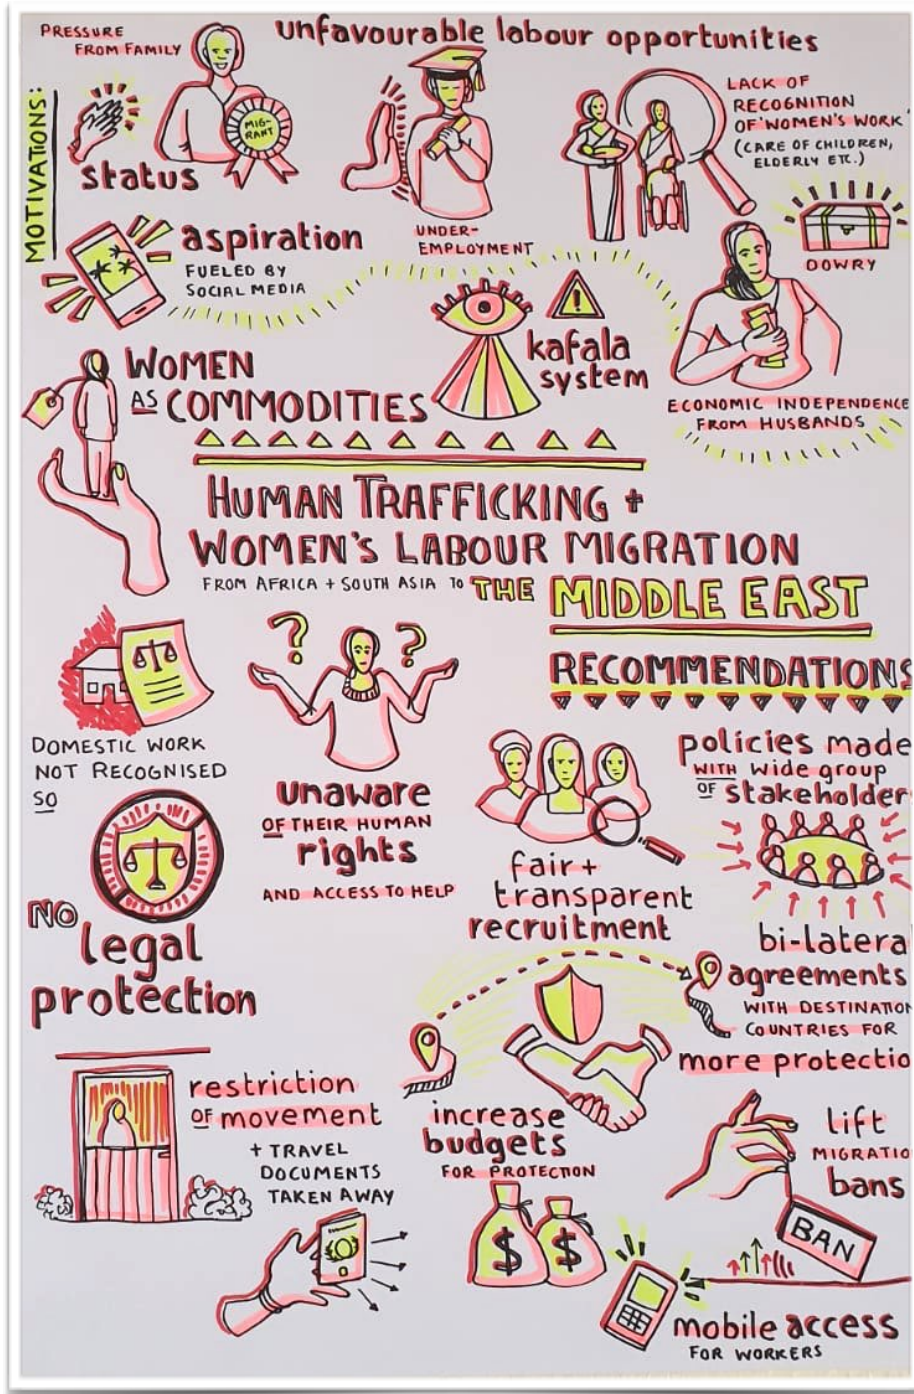 MOTIVATIONS:
PRESSURE
FROM FAMILY
MIG-
RANT
status
unfavourable labour opportunities
UNDER-
EMPLOYMENT
LACK OF
RECOGNITION
OF 'WOMEN'S WORK'
(CARE OF CHILDREN,
ELDERLY ETC.)
DOWRY
aspiration
FUELED BY
SOCIAL MEDIA
kafala
system
ECONOMIC INDEPENDENCE
FROM HUSBANDS
WOMEN
AS COMMODITIES
HUMAN TRAFFICKING +
WOMEN'S LABOUR MIGRATION
FROM AFRICA + SOUTH ASIA TO THE MIDDLE EAST
DOMESTIC WORK
NOT RECOGNISED
SO
NO
legal
protection
unaware
OF THEIR HUMAN
rights
AND ACCESS TO HELP
restriction
OF movement
+ TRAVEL
DOCUMENTS
TAKEN AWAY
RECOMMENDATIONS
fair +
transparent
recruitment
policies made
WITH wide group
OF stakeholder
bi-latera
agreements
WITH DESTINATION
COUNTRIES FOR
more protectio
increase
budgets
FOR PROTECTION
$ $
lift
MIGRATIO
bans
BAN
mobile access
FOR WORKERS